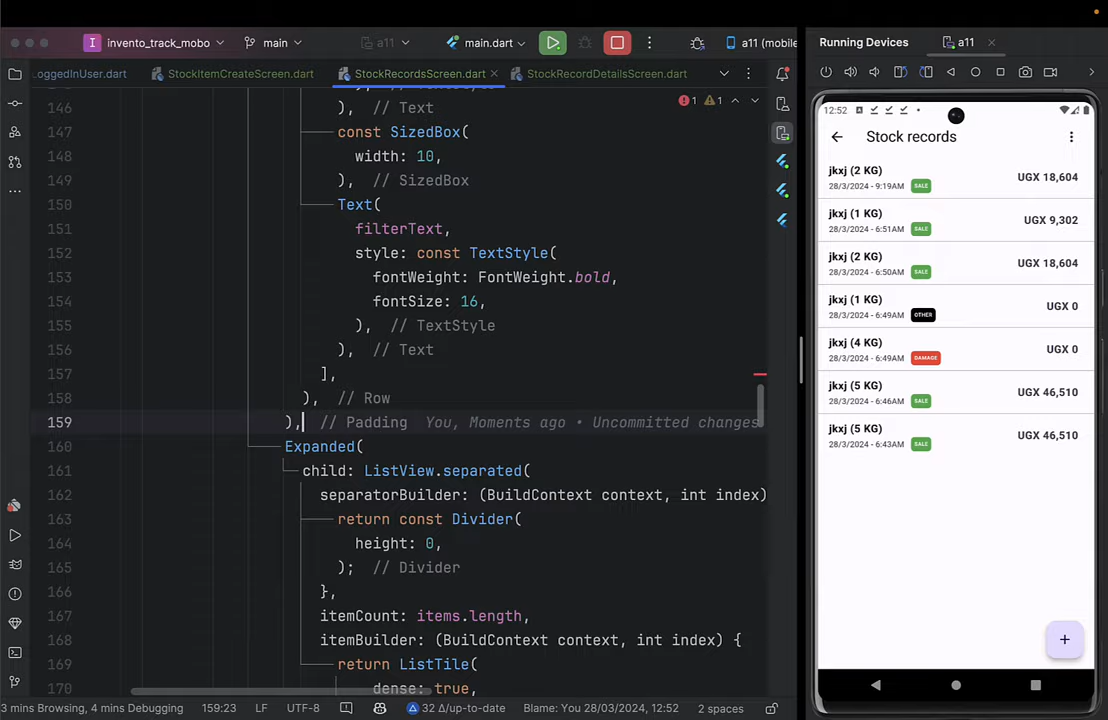 invento_track_mobo
main
a11
main.dart
a11 (mobile
Running Devices
a11
LoggedInUser.dart
StockItemCreateScreen.dart
StockRecordsScreen.dart
StockRecordDetailsScreen.dart
1
1
146 ), // Text
147 const SizedBox(
148 width: 10,
149 ), // SizedBox
150 Text(
151 filterText,
152 style: const TextStyle(
153 fontWeight: FontWeight.bold,
154 fontSize: 16,
155 ), // TextStyle
156 ), // Text
157 ],
158 ), // Row
159 ), // Padding You, Moments ago • Uncommitted changes
160 Expanded(
161 child: ListView.separated(
162 separatorBuilder: (BuildContext context, int index)
163 return const Divider(
164 height: 0,
165 ); // Divider
166 },
167 itemCount: items.length,
168 itemBuilder: (BuildContext context, int index) {
169 return ListTile(
170 dense: true,
3 mins Browsing, 4 mins Debugging
159:23
LF
UTF-8
32 Δ/up-to-date
Blame: You 28/03/2024, 12:52
2 spaces
12:52
Stock records
jkxj (2 KG)
28/3/2024 - 9:19AM SALE
UGX 18,604
jkxj (1 KG)
28/3/2024 - 6:51AM SALE
UGX 9,302
jkxj (2 KG)
28/3/2024 - 6:50AM SALE
UGX 18,604
jkxj (1 KG)
28/3/2024 - 6:49AM OTHER
UGX 0
jkxj (4 KG)
28/3/2024 - 6:49AM DAMAGE
UGX 0
jkxj (5 KG)
28/3/2024 - 6:46AM SALE
UGX 46,510
jkxj (5 KG)
28/3/2024 - 6:43AM SALE
UGX 46,510